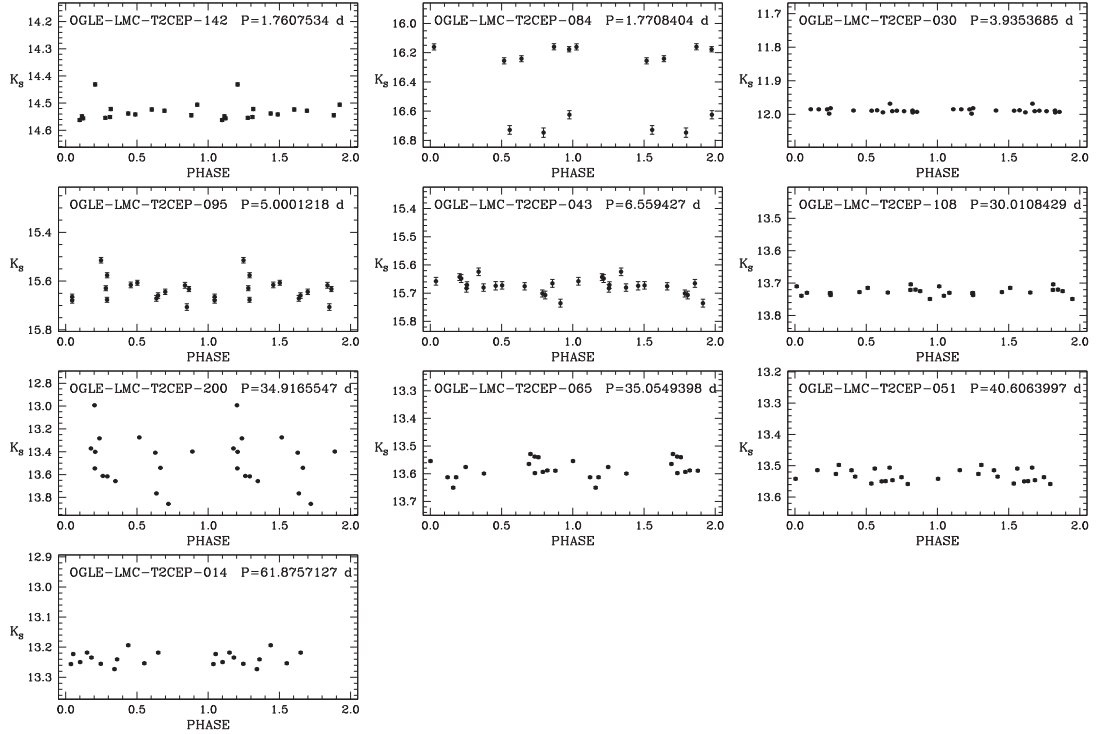 OGLE-LMC-T2CEP-142 P=1.7607534 d
14.2
14.3
14.4
14.5
14.6
Ks
0.0 0.5 1.0 1.5 2.0
PHASE
OGLE-LMC-T2CEP-084 P=1.7708404 d
16.0
16.2
16.4
16.6
16.8
Ks
0.0 0.5 1.0 1.5 2.0
PHASE
OGLE-LMC-T2CEP-030 P=3.9353685 d
11.7
11.8
11.9
12.0
Ks
0.0 0.5 1.0 1.5 2.0
PHASE
OGLE-LMC-T2CEP-095 P=5.0001218 d
15.4
15.6
15.8
Ks
0.0 0.5 1.0 1.5 2.0
PHASE
OGLE-LMC-T2CEP-043 P=6.559427 d
15.4
15.5
15.6
15.7
15.8
Ks
0.0 0.5 1.0 1.5 2.0
PHASE
OGLE-LMC-T2CEP-108 P=30.0108429 d
13.5
13.6
13.7
13.8
Ks
0.0 0.5 1.0 1.5 2.0
PHASE
OGLE-LMC-T2CEP-200 P=34.9165547 d
12.8
13.0
13.2
13.4
13.6
13.8
Ks
0.0 0.5 1.0 1.5 2.0
PHASE
OGLE-LMC-T2CEP-065 P=35.0549398 d
13.3
13.4
13.5
13.6
13.7
Ks
0.0 0.5 1.0 1.5 2.0
PHASE
OGLE-LMC-T2CEP-051 P=40.6063997 d
13.2
13.3
13.4
13.5
13.6
Ks
0.0 0.5 1.0 1.5 2.0
PHASE
OGLE-LMC-T2CEP-014 P=61.8757127 d
12.9
13.0
13.1
13.2
13.3
Ks
0.0 0.5 1.0 1.5 2.0
PHASE